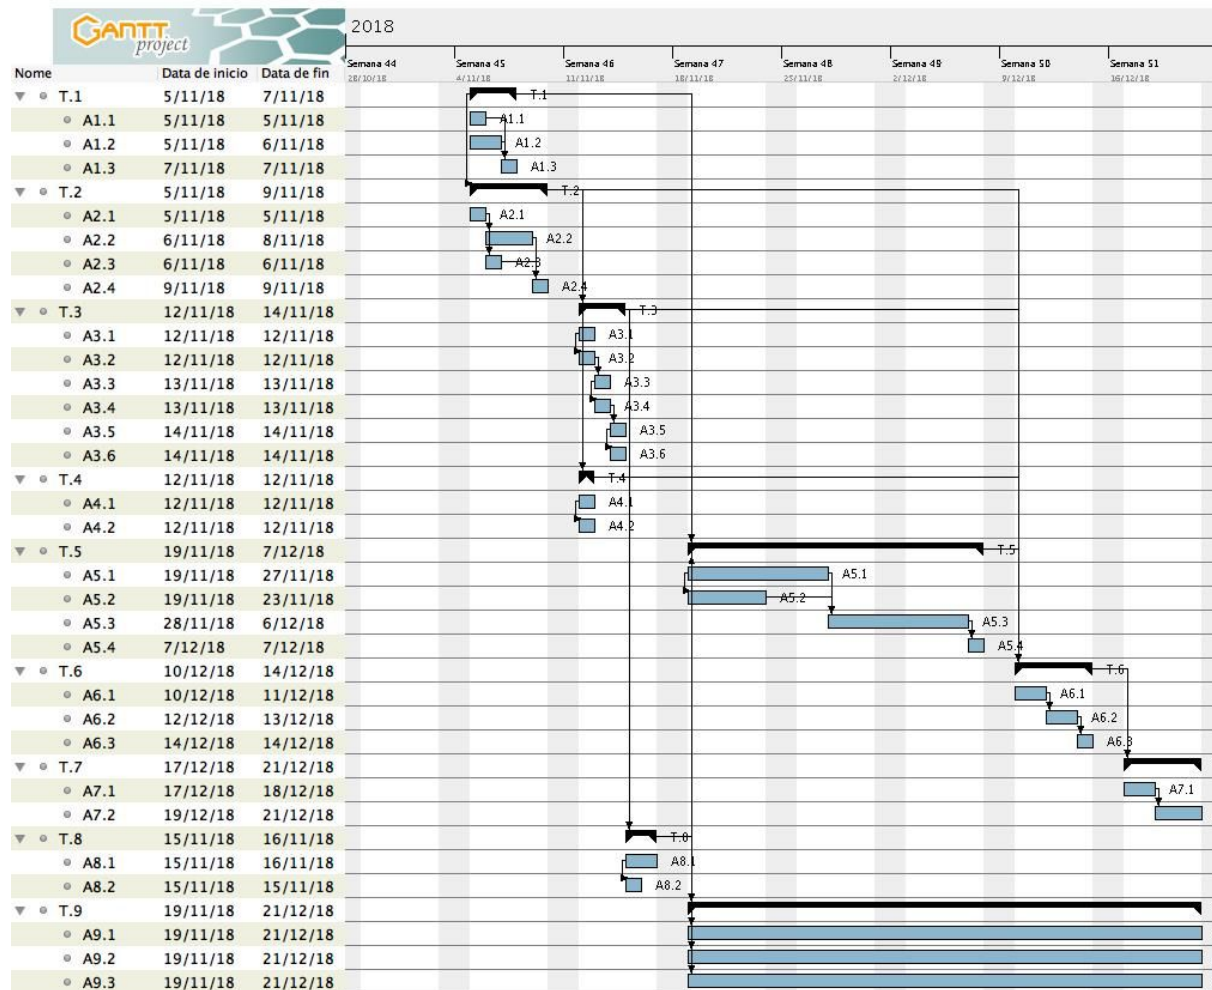 GANTT
project
2018
Semana 44 Semana 45 Semana 46 Semana 47 Semana 48 Semana 49 Semana 50 Semana 51
Nome Data de inicio Data de fin 28/10/18 4/11/18 11/11/18 18/11/18 25/11/18 2/12/18 9/12/18 16/12/18
T.1 5/11/18 7/11/18 T.1
A1.1 5/11/18 5/11/18 A1.1
A1.2 5/11/18 6/11/18 A1.2
A1.3 7/11/18 7/11/18 A1.3
T.2 5/11/18 9/11/18 T.2
A2.1 5/11/18 5/11/18 A2.1
A2.2 6/11/18 8/11/18 A2.2
A2.3 6/11/18 6/11/18 A2.3
A2.4 9/11/18 9/11/18 A2.4
T.3 12/11/18 14/11/18 T.3
A3.1 12/11/18 12/11/18 A3.1
A3.2 12/11/18 12/11/18 A3.2
A3.3 13/11/18 13/11/18 A3.3
A3.4 13/11/18 13/11/18 A3.4
A3.5 14/11/18 14/11/18 A3.5
A3.6 14/11/18 14/11/18 A3.6
T.4 12/11/18 12/11/18 T.4
A4.1 12/11/18 12/11/18 A4.1
A4.2 12/11/18 12/11/18 A4.2
T.5 19/11/18 7/12/18 T.5
A5.1 19/11/18 27/11/18 A5.1
A5.2 19/11/18 23/11/18 A5.2
A5.3 28/11/18 6/12/18 A5.3
A5.4 7/12/18 7/12/18 A5.4
T.6 10/12/18 14/12/18 T.6
A6.1 10/12/18 11/12/18 A6.1
A6.2 12/12/18 13/12/18 A6.2
A6.3 14/12/18 14/12/18 A6.3
T.7 17/12/18 21/12/18
A7.1 17/12/18 18/12/18 A7.1
A7.2 19/12/18 21/12/18
T.8 15/11/18 16/11/18 T.8
A8.1 15/11/18 16/11/18 A8.1
A8.2 15/11/18 15/11/18 A8.2
T.9 19/11/18 21/12/18
A9.1 19/11/18 21/12/18
A9.2 19/11/18 21/12/18
A9.3 19/11/18 21/12/18